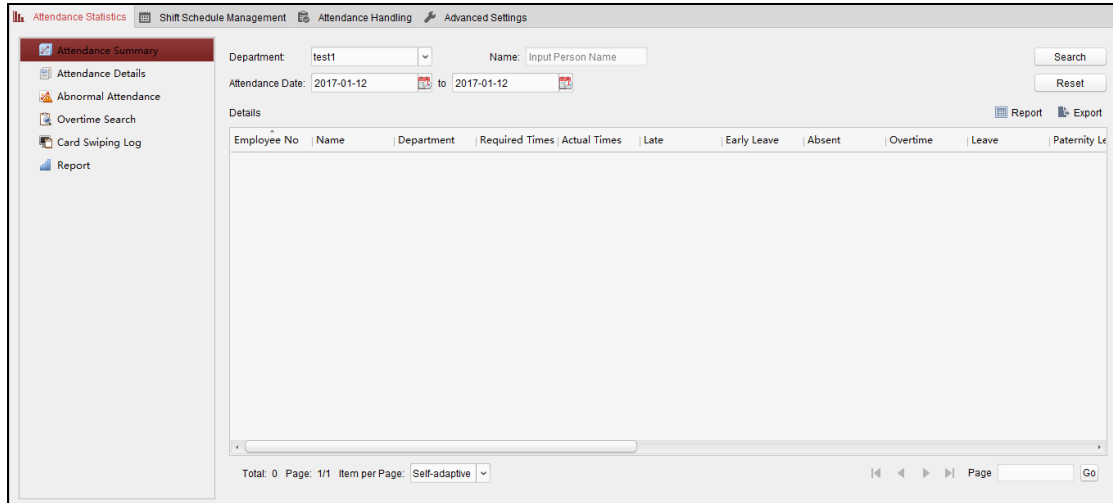 Attendance Statistics Shift Schedule Management Attendance Handling Advanced Settings
Attendance Summary
Attendance Details
Abnormal Attendance
Overtime Search
Card Swiping Log
Report
Department: test1 Name: Input Person Name Search
Attendance Date: 2017-01-12 to 2017-01-12 Reset
Details Report Export
Employee No Name Department Required Times Actual Times Late Early Leave Absent Overtime Leave Paternity Le
Total: 0 Page: 1/1 Item per Page: Self-adaptive Page Go